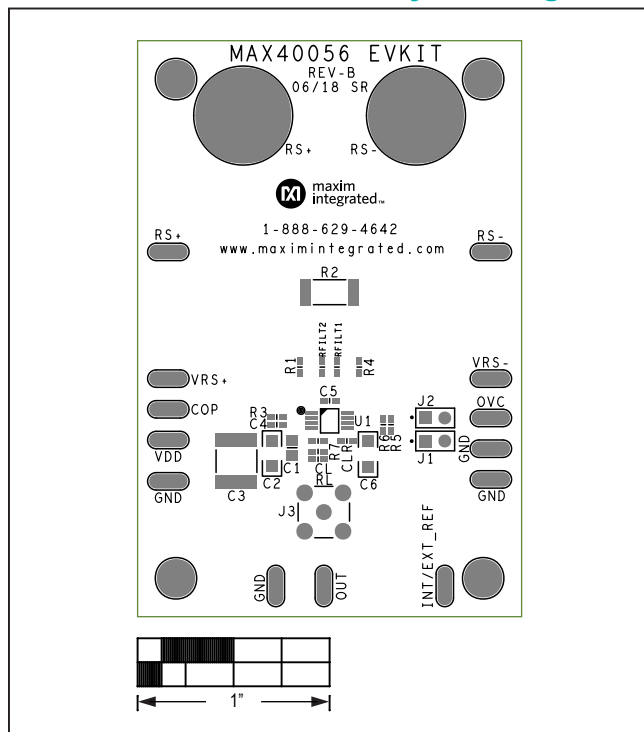 MAX40056 EVKIT
REV-B
06/18 SR
RS+
RS-
maxim
integrated™
1-888-629-4642
www.maximintegrated.com
RS+
RS-
R2
RFILT2
RFILT1
R1
R4
VRS+
VRS-
C5
J2
OVC
COP
R3
C4
U1
R6
R5
VDD
C1
R7
CLR
J1
GND
C2
CL
C6
C3
RL
GND
GND
J3
GND
OUT
INT/EXT_REF
1"